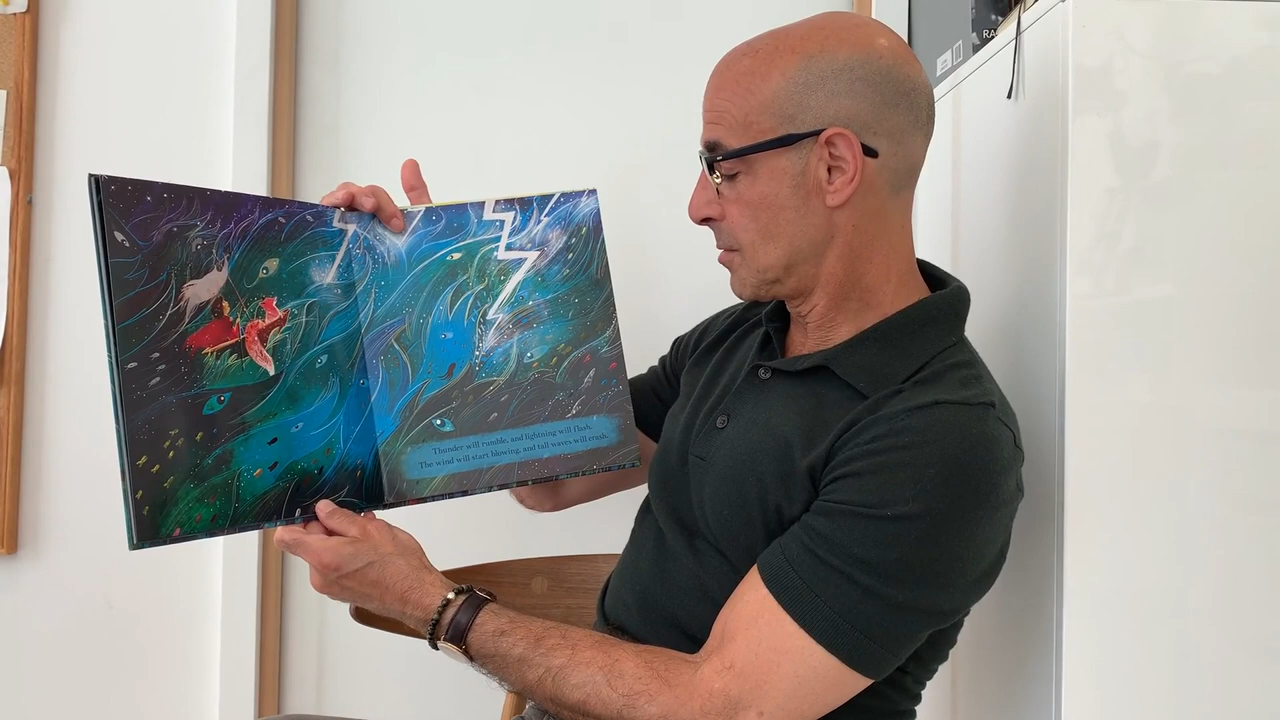 Thunder will rumble, and lightning will flash.
The wind will start blowing, and tall waves will crash.